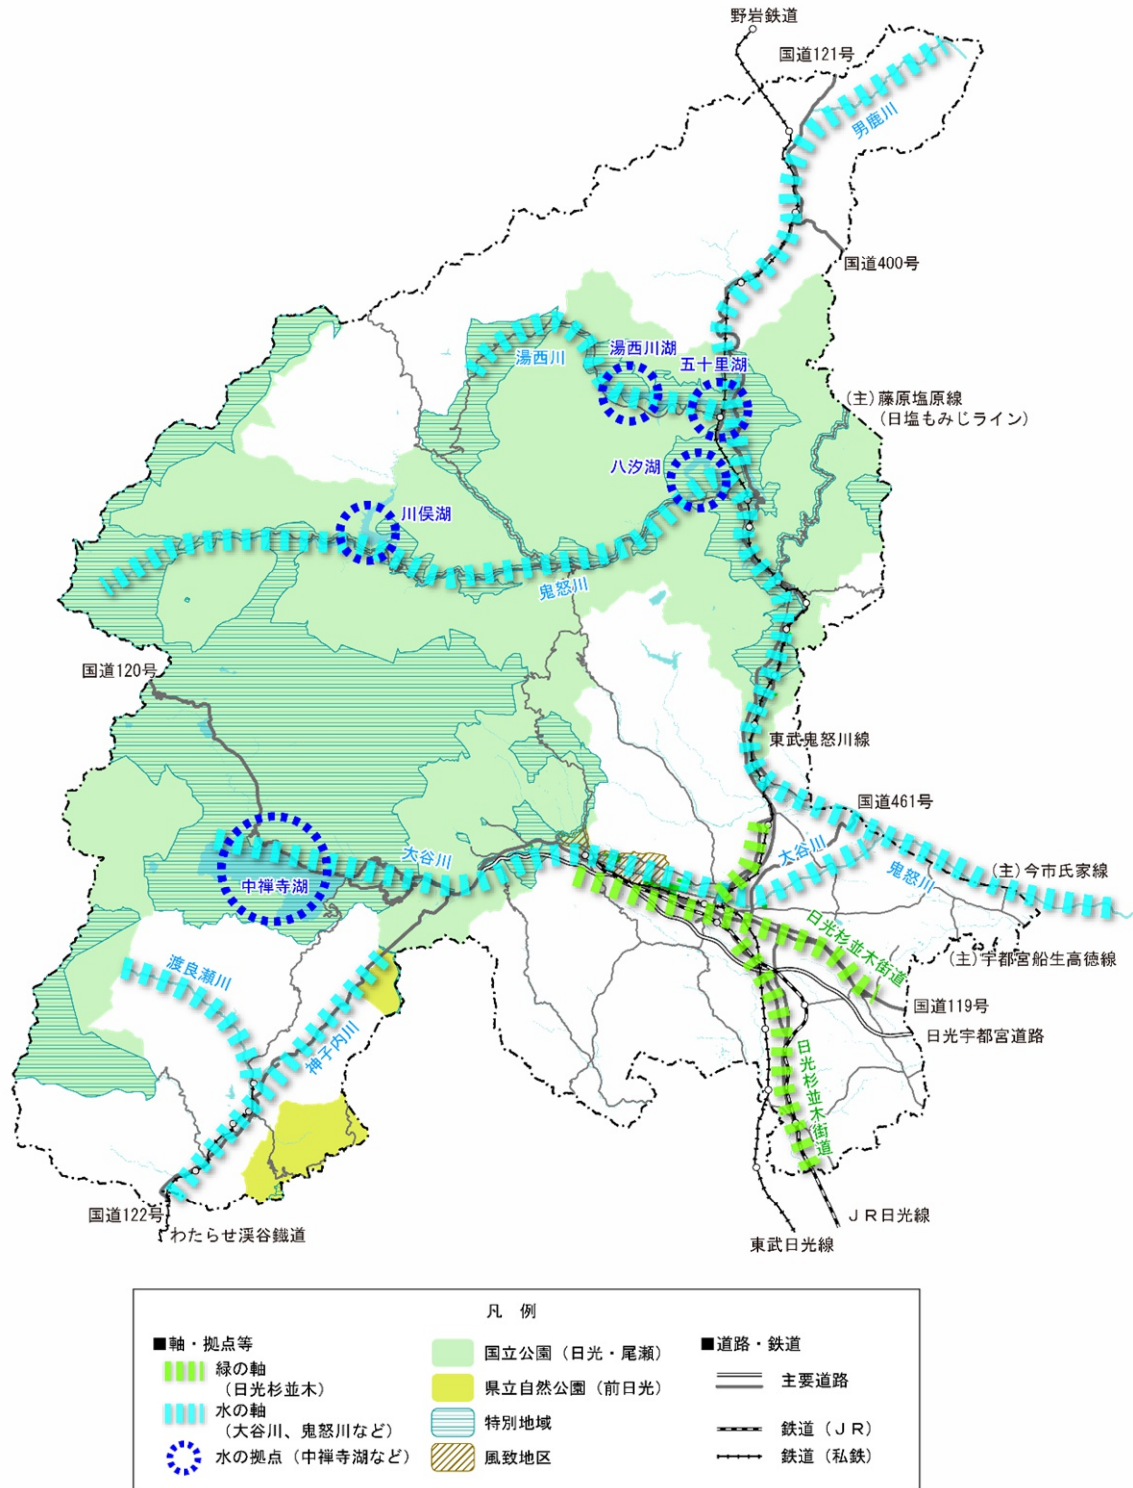 野岩鉄道
国道121号
男鹿川
国道400号
湯西川
湯西川湖
五十里湖
(主)藤原塩原線
(日塩もみじライン)
八汐湖
川俣湖
鬼怒川
国道120号
東武鬼怒川線
国道461号
大谷川
大谷川
鬼怒川
(主)今市氏家線
中禅寺湖
日光杉並木街道
(主)宇都宮船生高徳線
渡良瀬川
国道119号
日光宇都宮道路
神子内川
日光杉並木街道
国道122号
わたらせ渓谷鐵道
JR日光線
東武日光線
凡 例
■軸・拠点等
緑の軸
(日光杉並木)
水の軸
(大谷川、鬼怒川など)
水の拠点(中禅寺湖など)
国立公園(日光・尾瀬)
県立自然公園(前日光)
特別地域
風致地区
■道路・鉄道
主要道路
鉄道(JR)
鉄道(私鉄)